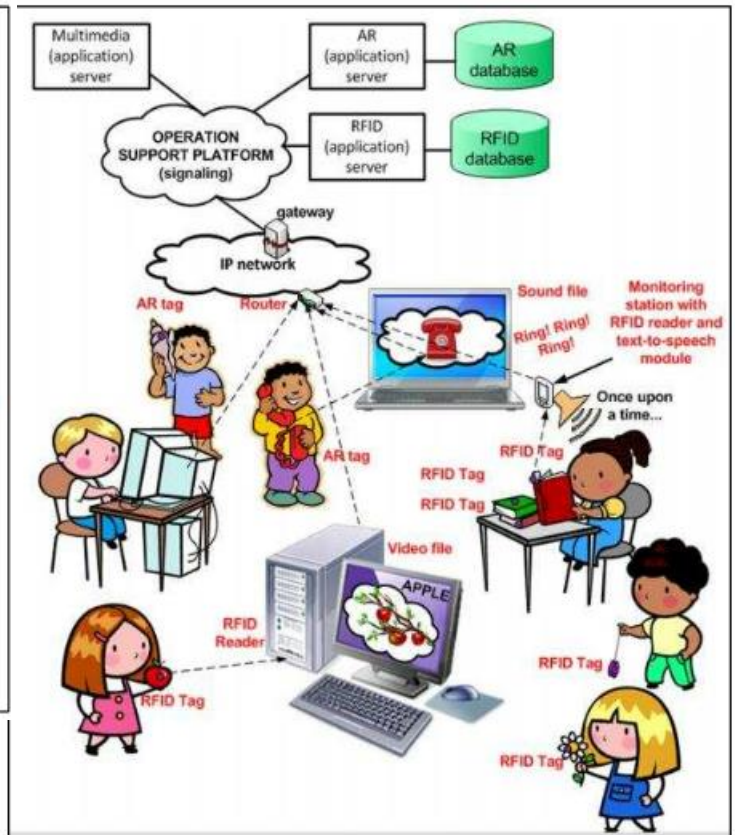 Multimedia
(application)
server
AR
(application)
server
AR
database
OPERATION
SUPPORT PLATFORM
(signaling)
RFID
(application)
server
RFID
database
gateway
IP network
AR tag
Router
Sound file
Ring! Ring!
Ring!
Monitoring
station with
RFID reader and
text-to-speech
module
Once upon
a time...
AR tag
RFID Tag
RFID Tag
RFID Tag
Video file
APPLE
RFID
Reader
RFID Tag
RFID Tag
RFID Tag